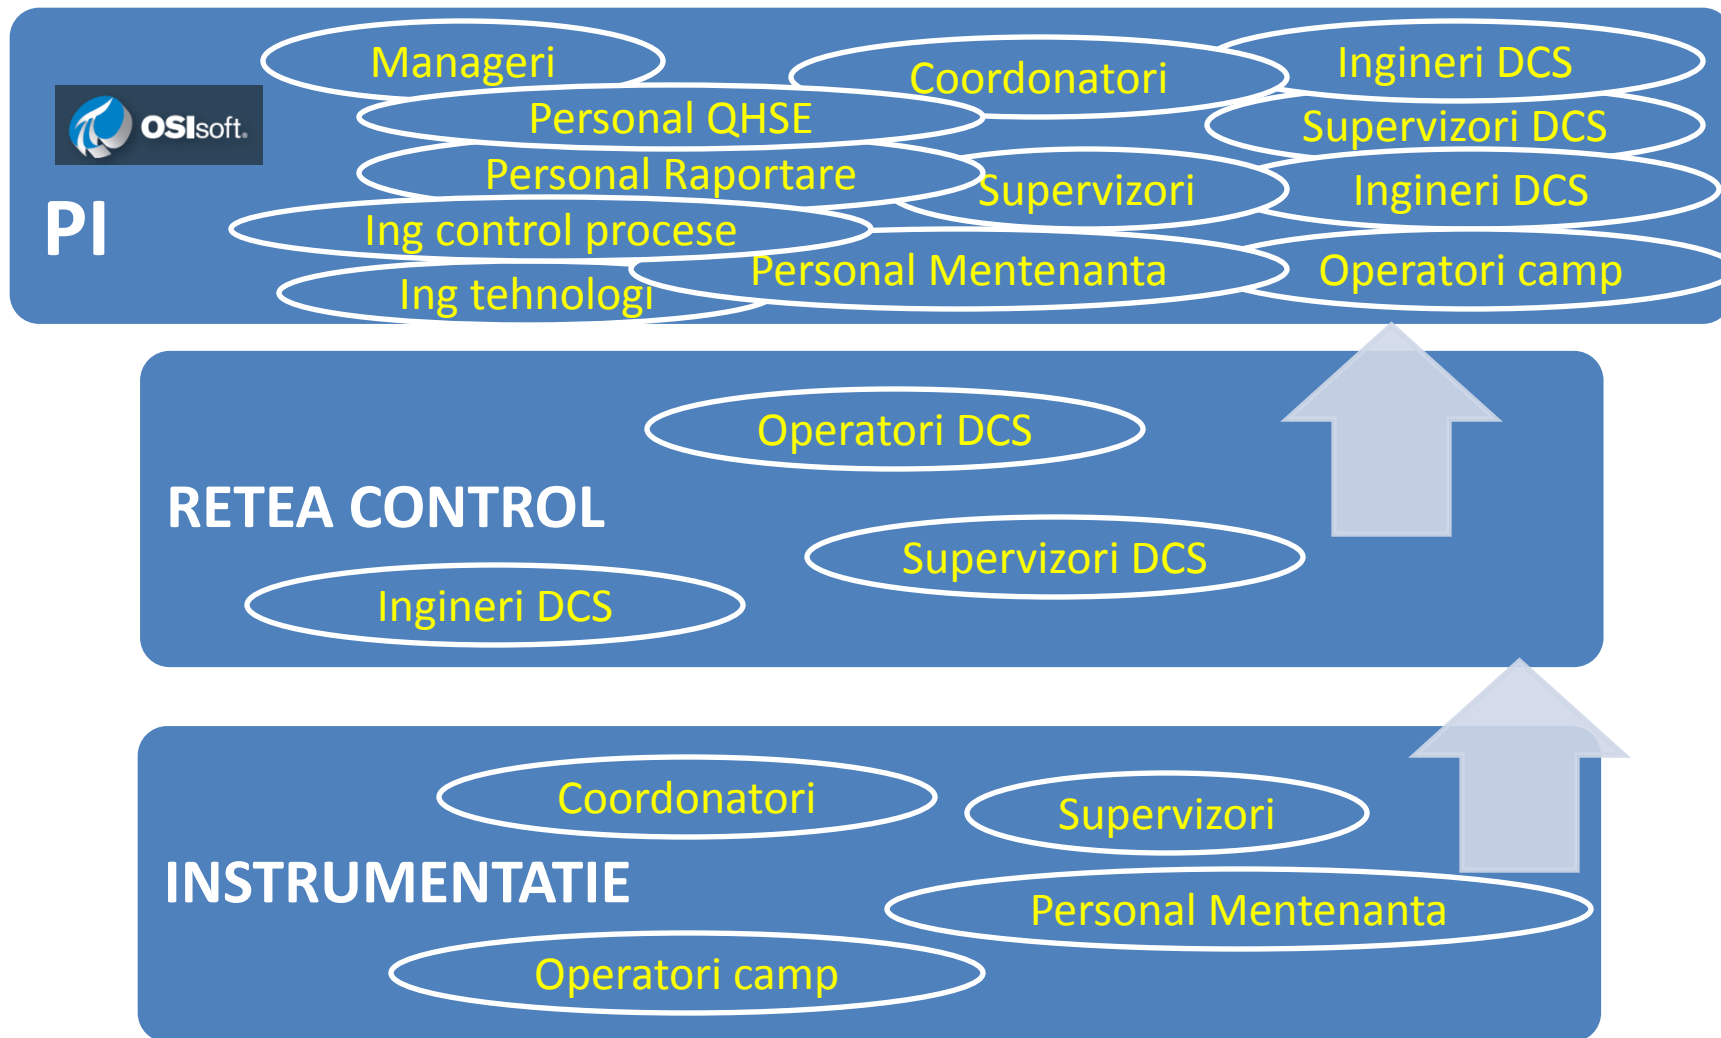 Manageri
Coordonatori
Ingineri DCS
OSIsoft.
Personal QHSE
Supervizori DCS
Personal Raportare
Supervizori
Ingineri DCS
PI
Ing control procese
Personal Mentenanta
Operatori camp
Ing tehnologi
Operatori DCS
RETEA CONTROL
Supervizori DCS
Ingineri DCS
Coordonatori
Supervizori
INSTRUMENTATIE
Personal Mentenanta
Operatori camp